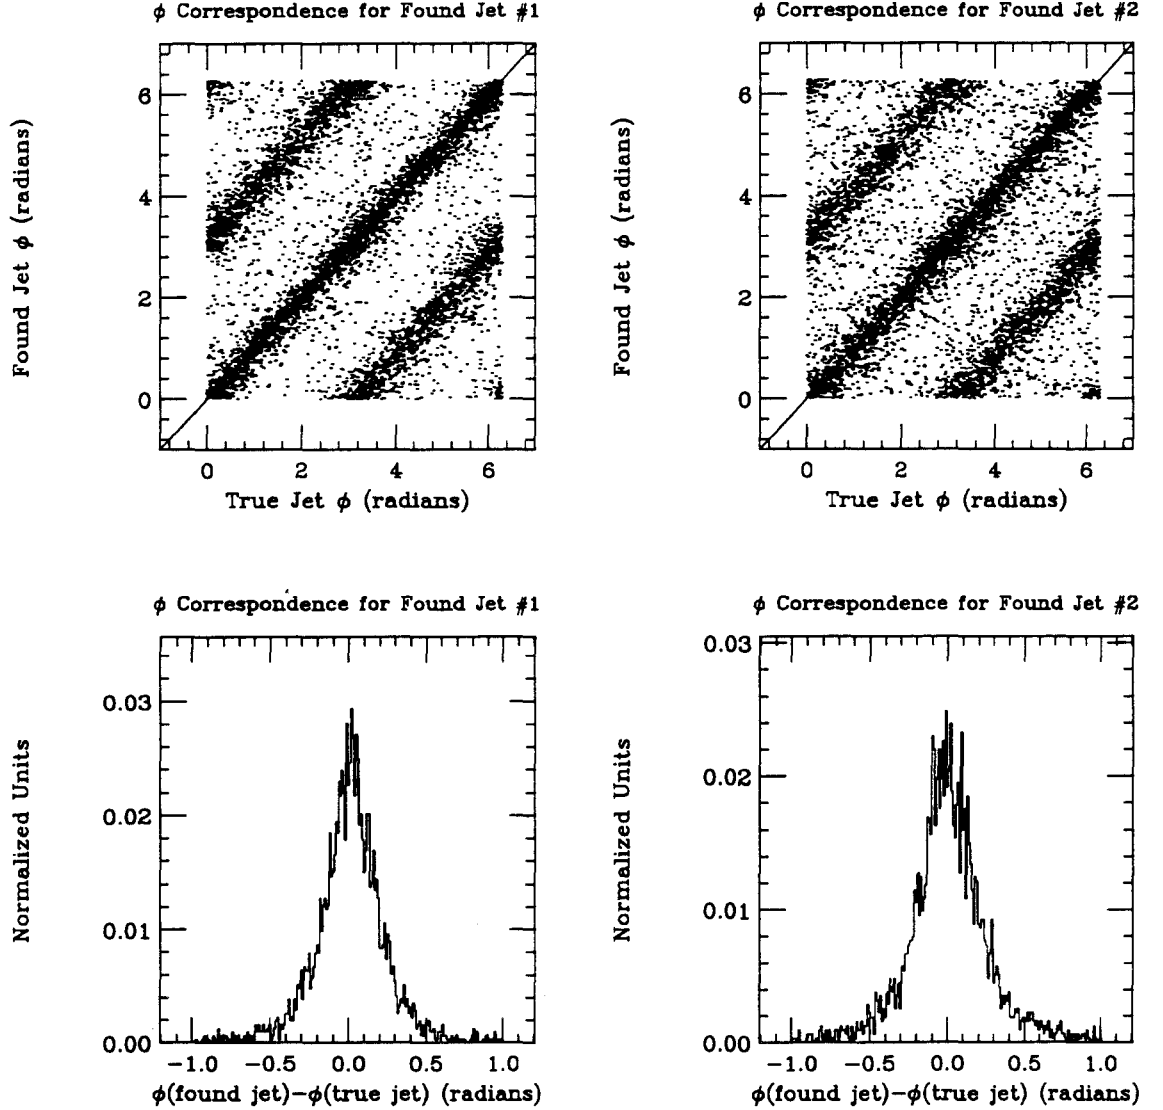 ϕ Correspondence for Found Jet #1
Found Jet ϕ (radians)
6
4
2
0
0 2 4 6
True Jet ϕ (radians)
ϕ Correspondence for Found Jet #2
Found Jet ϕ (radians)
6
4
2
0
0 2 4 6
True Jet ϕ (radians)
ϕ Correspondence for Found Jet #1
Normalized Units
0.03
0.02
0.01
0.00
−1.0 −0.5 0.0 0.5 1.0
ϕ(found jet)−ϕ(true jet) (radians)
ϕ Correspondence for Found Jet #2
Normalized Units
0.03
0.02
0.01
0.00
−1.0 −0.5 0.0 0.5 1.0
ϕ(found jet)−ϕ(true jet) (radians)